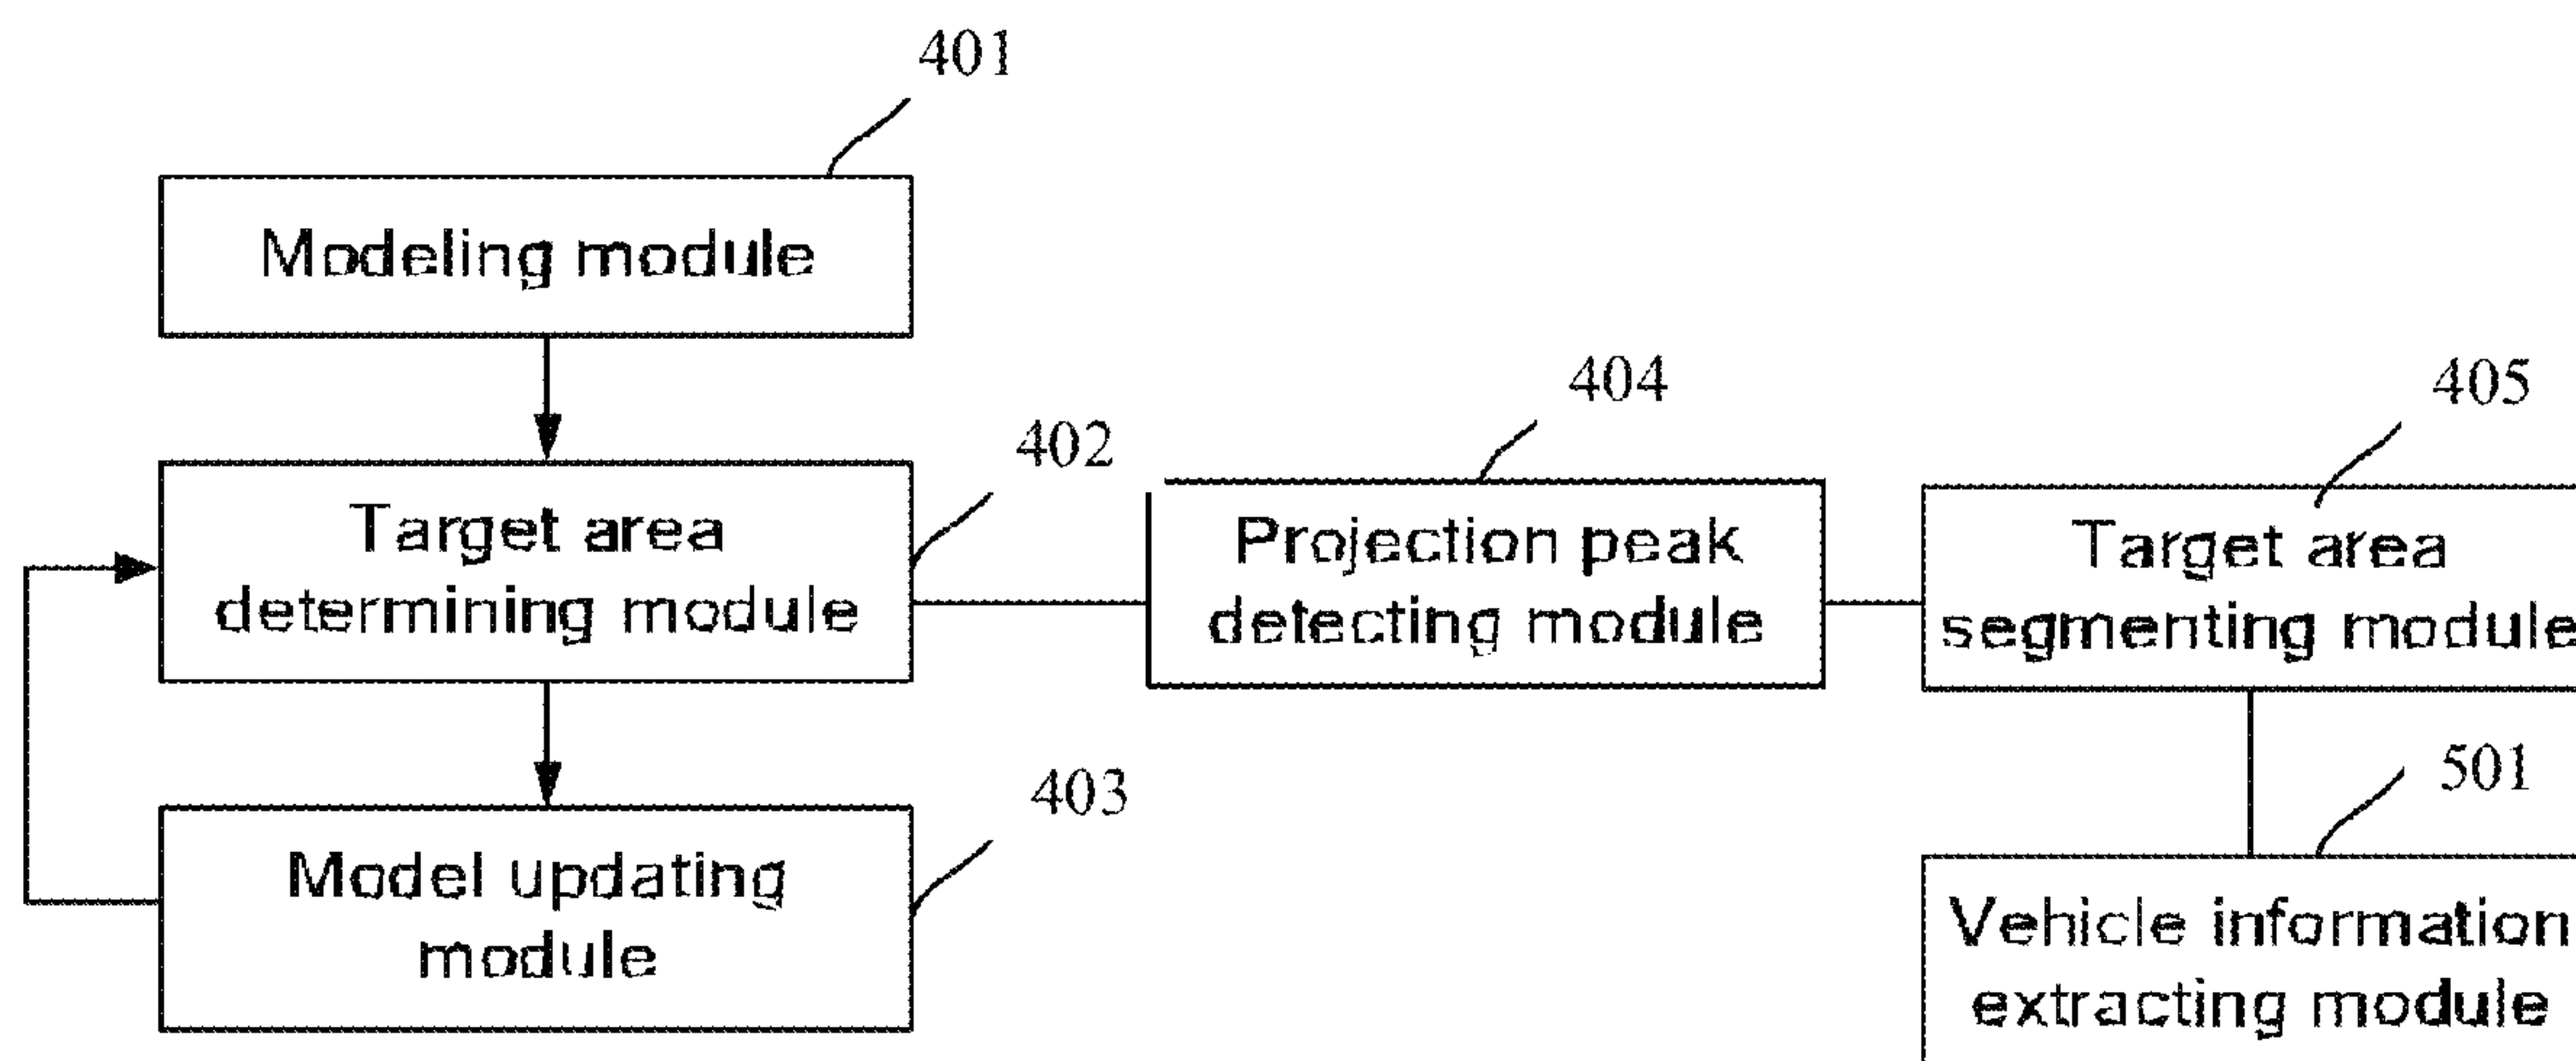 401
Modeling module
402
Target area
determining module
403
Model updating
module
404
Projection peak
detecting module
405
Target area
segmenting module
501
Vehicle information
extracting module